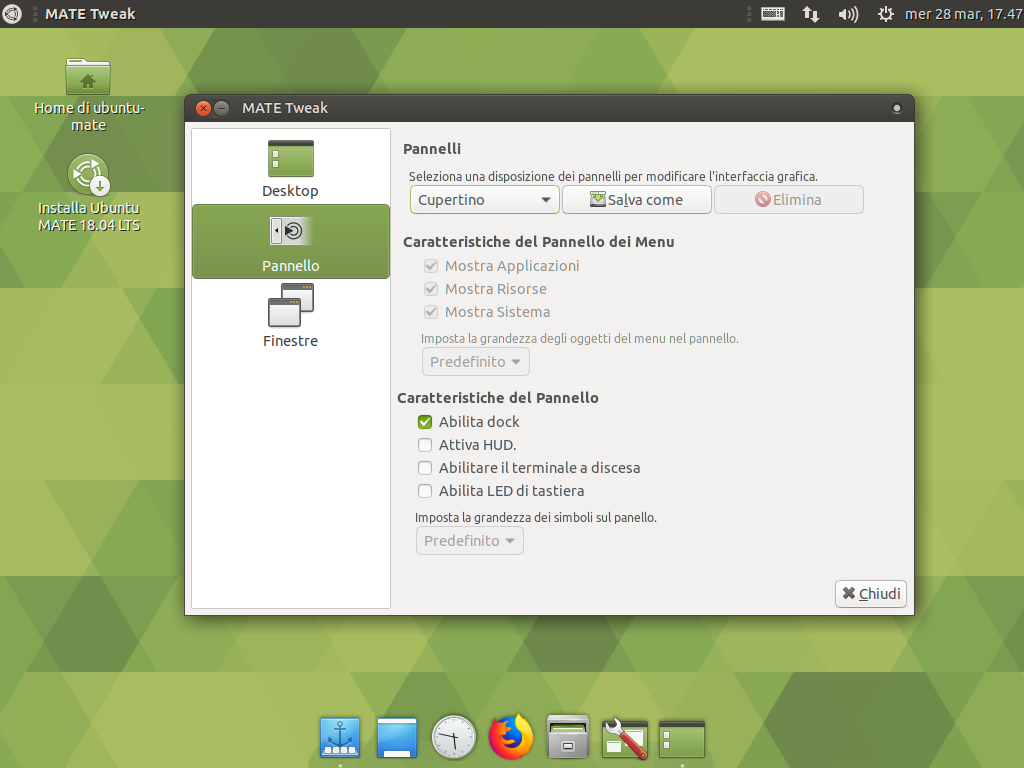 MATE Tweak
mer 28 mar, 17.47
Home di ubuntu-
mate
Installa Ubuntu
MATE 18.04 LTS
MATE Tweak
Desktop
Pannello
Finestre
Pannelli
Seleziona una disposizione dei pannelli per modificare l'interfaccia grafica.
Cupertino
Salva come
Elimina
Caratteristiche del Pannello dei Menu
Mostra Applicazioni
Mostra Risorse
Mostra Sistema
Imposta la grandezza degli oggetti del menu nel pannello.
Predefinito
Caratteristiche del Pannello
Abilita dock
Attiva HUD.
Abilitare il terminale a discesa
Abilita LED di tastiera
Imposta la grandezza dei simboli sul panello.
Predefinito
Chiudi